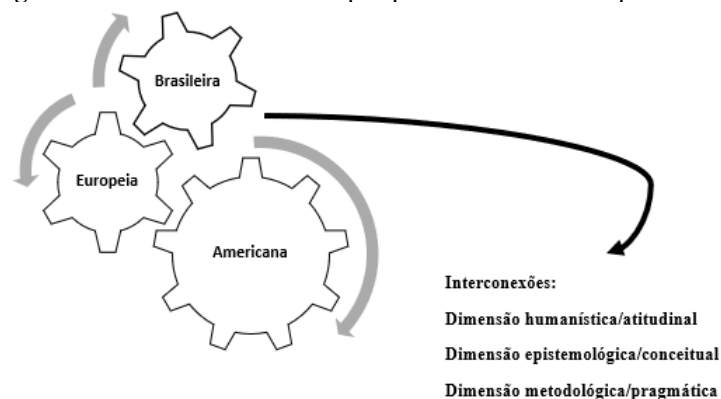 Brasileira
Europeia
Americana
Interconexões:
Dimensão humanística/atitudinal
Dimensão epistemológica/conceitual
Dimensão metodológica/pragmática